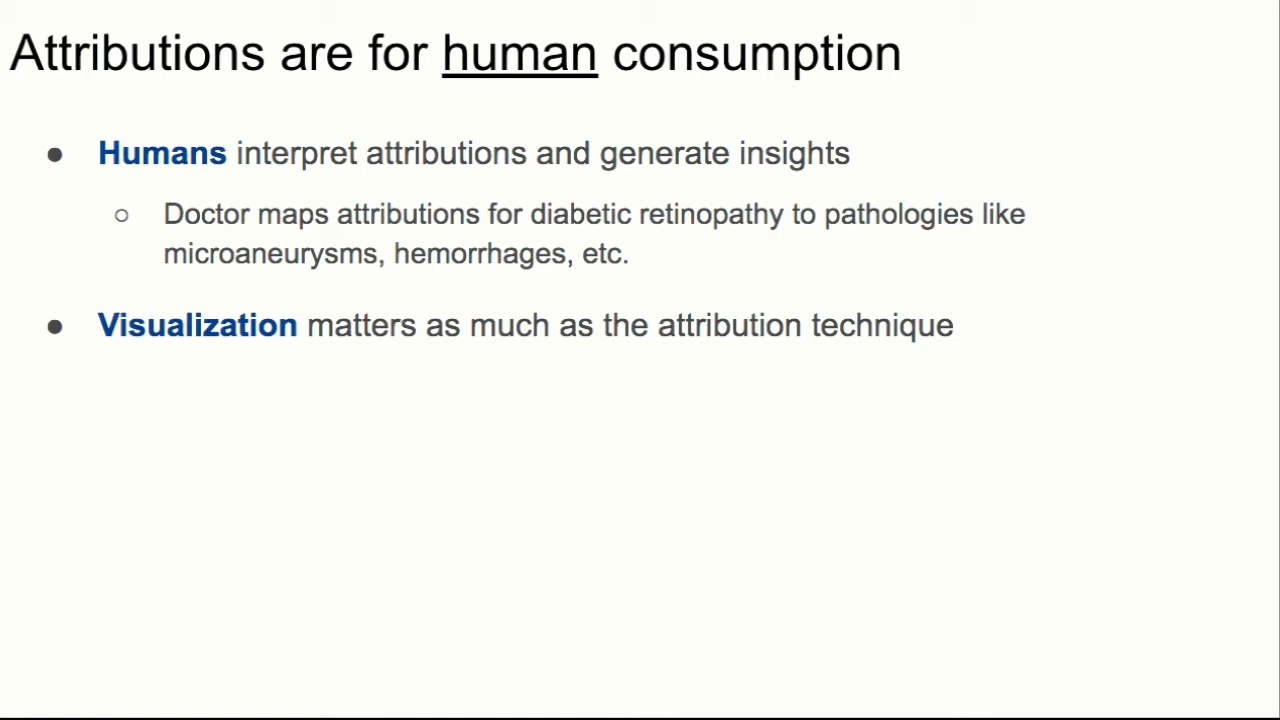 Attributions are for human consumption
● Humans interpret attributions and generate insights
○ Doctor maps attributions for diabetic retinopathy to pathologies like
microaneurysms, hemorrhages, etc.
● Visualization matters as much as the attribution technique